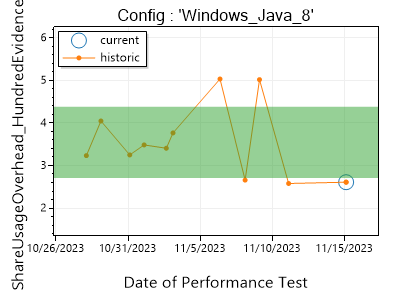 Config : 'Windows_Java_8'
current
historic
ShareUsageOverhead_HundredEvidence
6
5
4
3
2
10/26/2023
10/31/2023
11/5/2023
11/10/2023
11/15/2023
Date of Performance Test